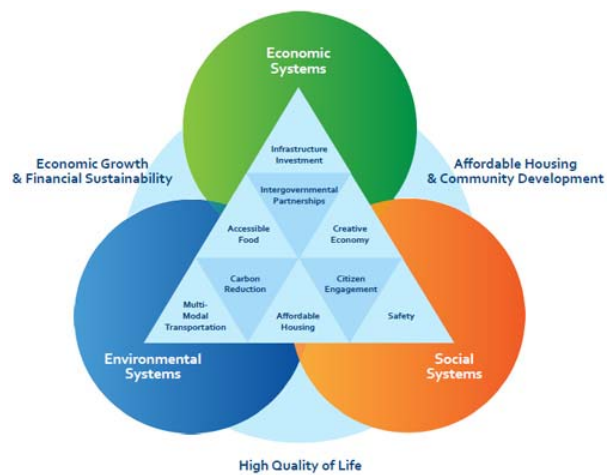 Economic
Systems
Infrastructure
Investment
Economic Growth
& Financial Sustainability
Affordable Housing
& Community Development
Intergovernmental
Partnerships
Accessible
Food
Creative
Economy
Carbon
Reduction
Citizen
Engagement
Multi-
Modal
Transportation
Affordable
Housing
Safety
Environmental
Systems
Social
Systems
High Quality of Life